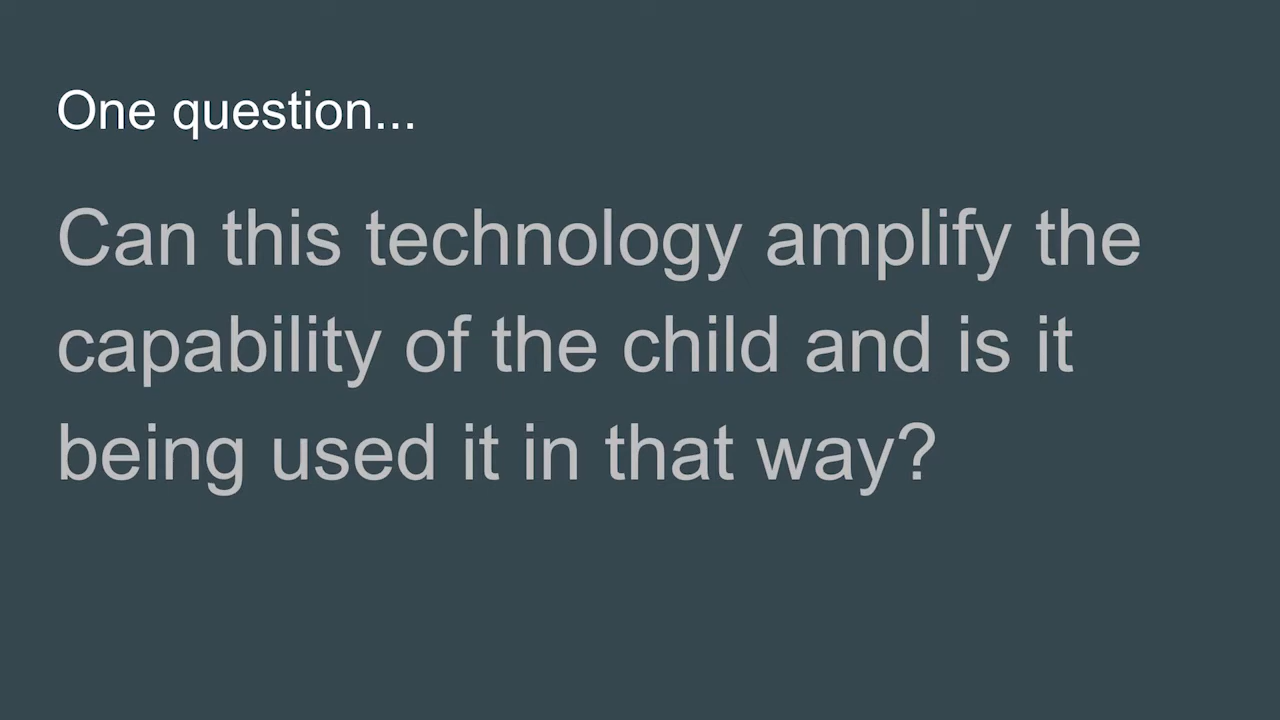 One question...
Can this technology amplify the
capability of the child and is it
being used it in that way?